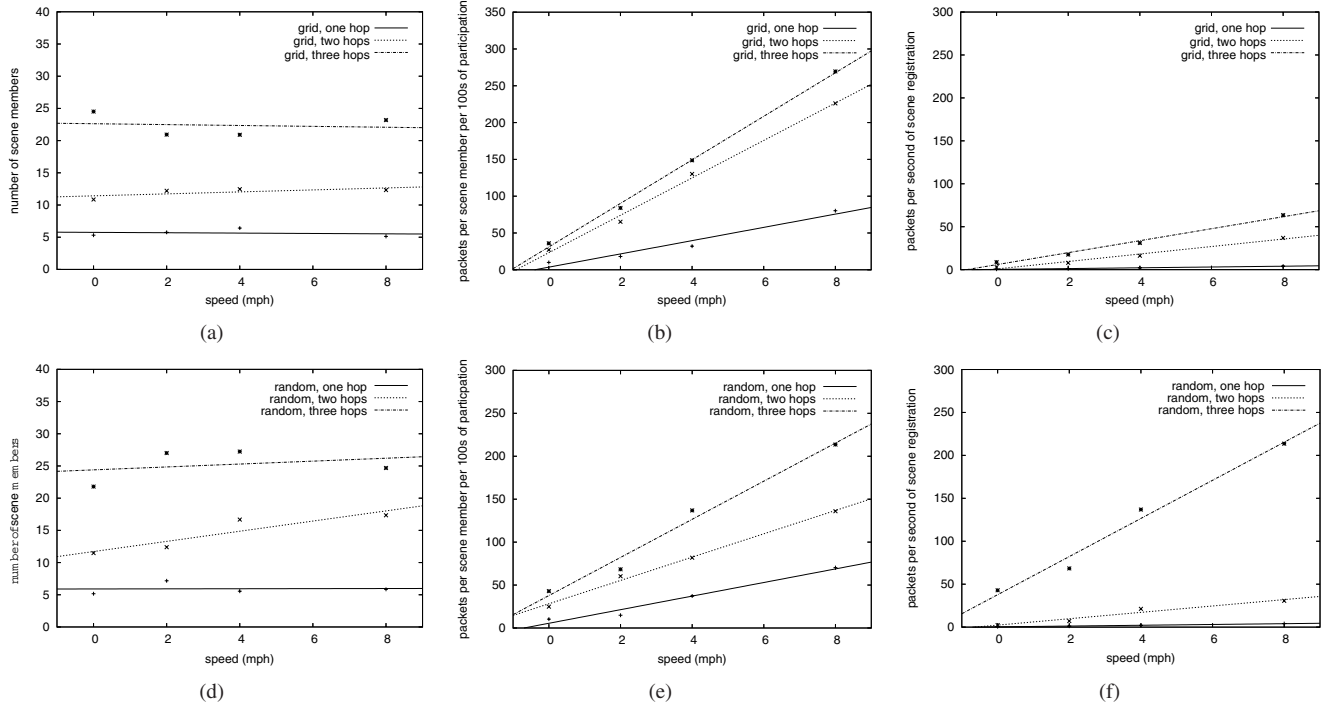 40
35
30
25
20
15
10
5
0
number of scene members
grid, one hop
grid, two hops
grid, three hops
0 2 4 6 8
speed (mph)
(a)
300
250
200
150
100
50
0
packets per scene member per 100s of participation
grid, one hop
grid, two hops
grid, three hops
0 2 4 6 8
speed (mph)
(b)
300
250
200
150
100
50
0
packets per second of scene registration
grid, one hop
grid, two hops
grid, three hops
0 2 4 6 8
speed (mph)
(c)
40
35
30
25
20
15
10
5
0
number of scene members
random, one hop
random, two hops
random, three hops
0 2 4 6 8
speed (mph)
(d)
300
250
200
150
100
50
0
packets per scene member per 100s of particpation
random, one hop
random, two hops
random, three hops
0 2 4 6 8
speed (mph)
(e)
300
250
200
150
100
50
0
packets per second of scene registration
random, one hop
random, two hops
random, three hops
0 2 4 6 8
speed (mph)
(f)